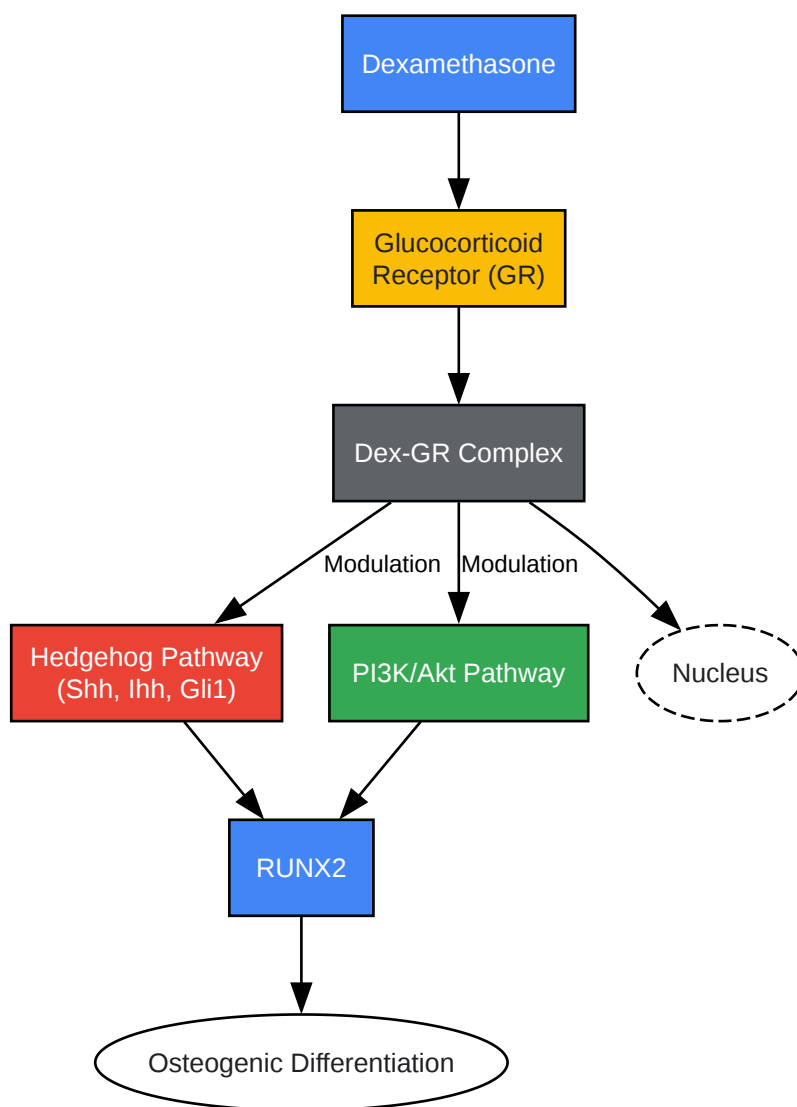 Dexamethasone
Glucocorticoid
Receptor (GR)
Dex-GR Complex
Modulation
Modulation
Hedgehog Pathway
(Shh, Ihh, Gli1)
PI3K/Akt Pathway
Nucleus
RUNX2
Osteogenic Differentiation